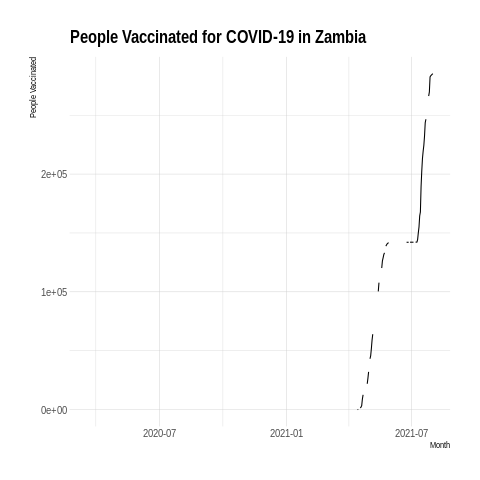 People Vaccinated for COVID-19 in Zambia
People Vaccinated
2e+05
1e+05
0e+00
2020-07 2021-01 2021-07
Month